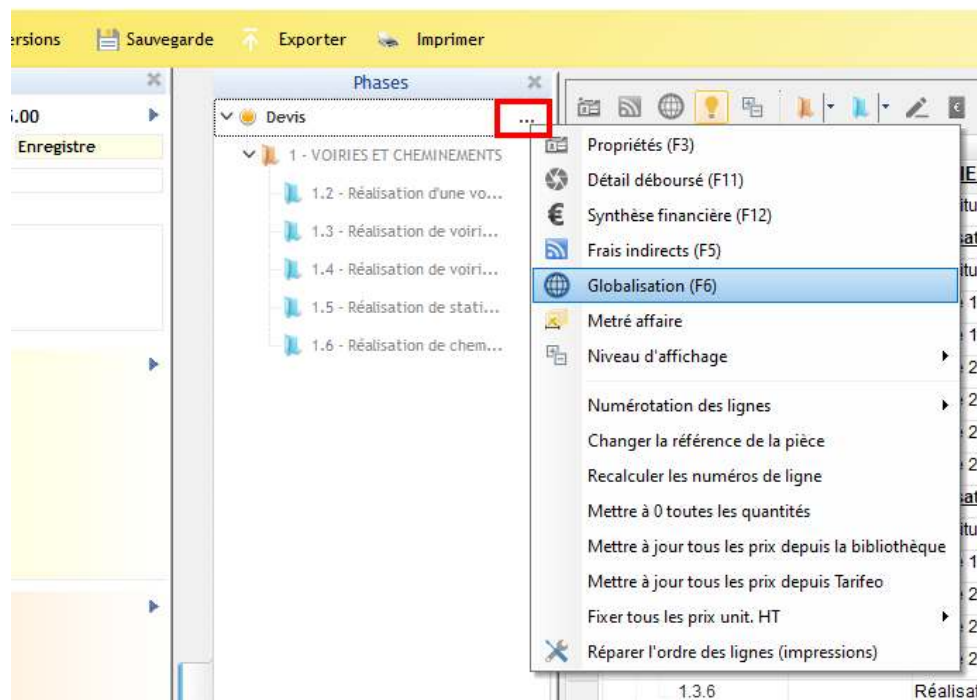 ersions Sauvegarde Exporter Imprimer
Phases
5.00
Devis ...
Enregistre
1 - VOIRIES ET CHEMINEMENTS
1.2 - Réalisation d'une vo...
1.3 - Réalisation de voiri...
1.4 - Réalisation de voiri...
1.5 - Réalisation de stati...
1.6 - Réalisation de chem...
Propriétés (F3)
Détail déboursé (F11)
Synthèse financière (F12)
Frais indirects (F5)
Globalisation (F6)
Metré affaire
Niveau d'affichage
Numérotation des lignes
Changer la référence de la pièce
Recalculer les numéros de ligne
Mettre à 0 toutes les quantités
Mettre à jour tous les prix depuis la bibliothèque
Mettre à jour tous les prix depuis Tarifeo
Fixer tous les prix unit. HT
Réparer l'ordre des lignes (impressions)
1.3.6 Réalisat